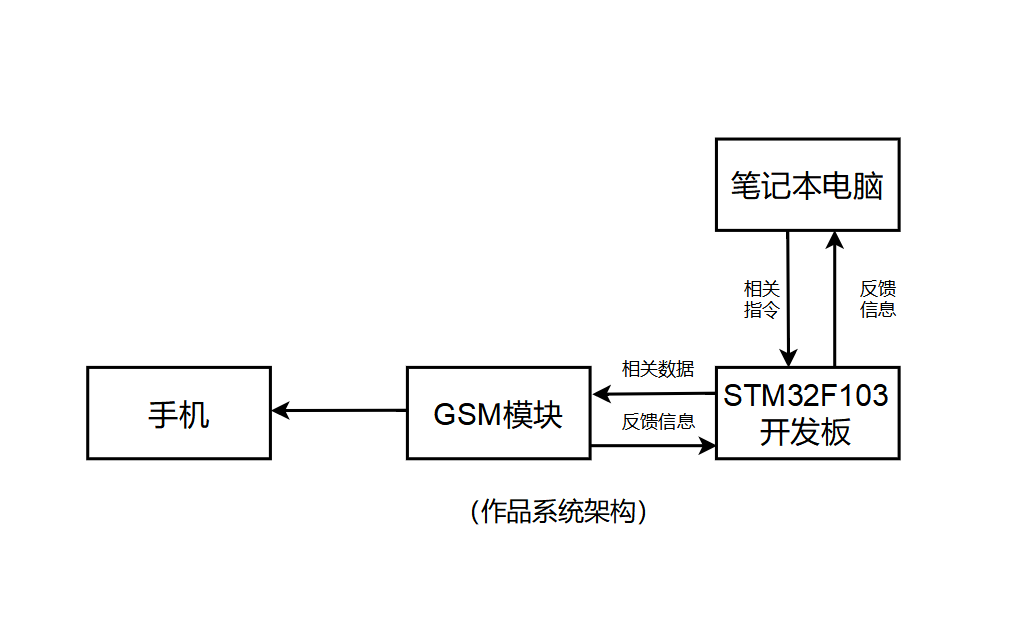 笔记本电脑
相关
指令
反馈
信息
手机
GSM模块
相关数据
反馈信息
STM32F103
开发板
（作品系统架构）